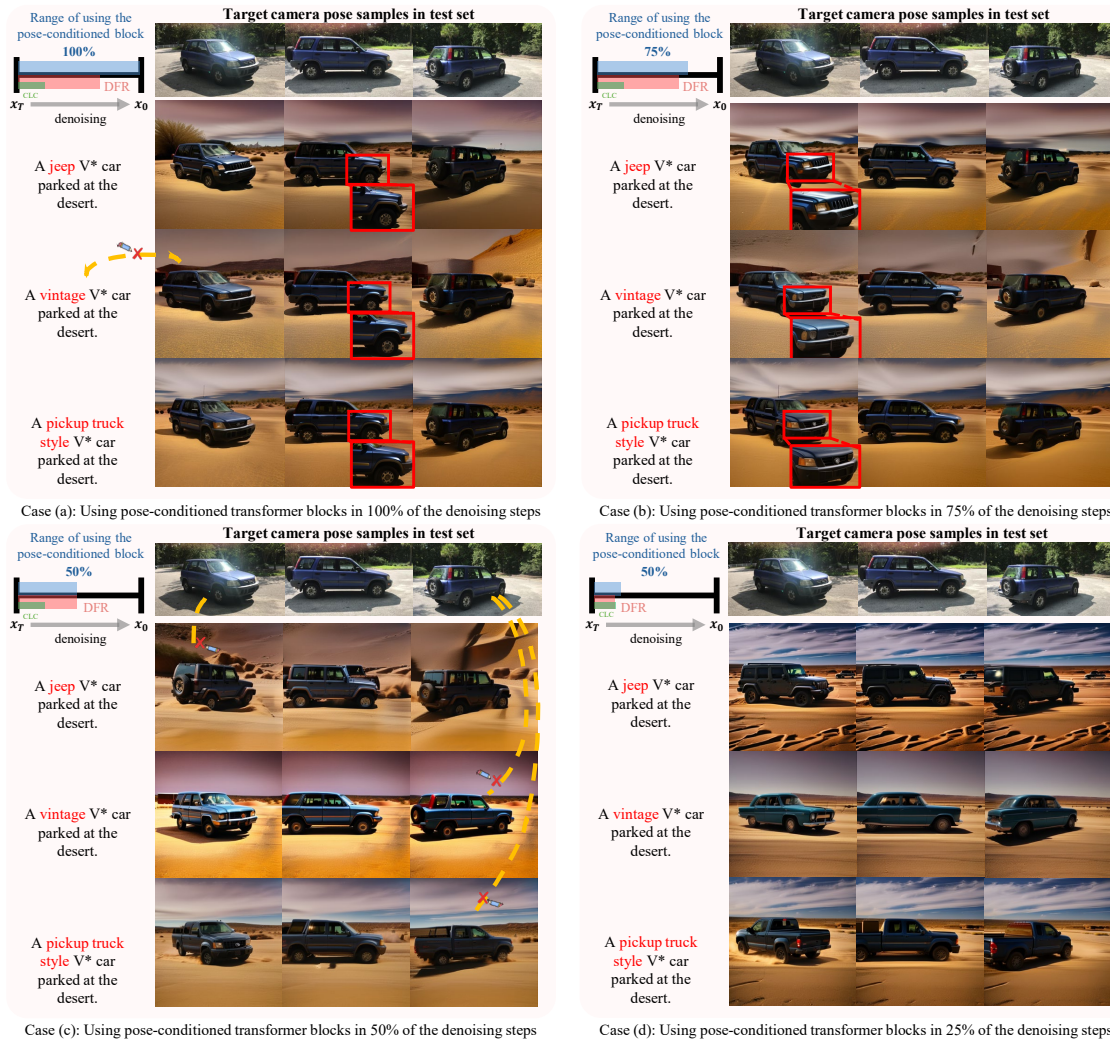 Range of using the
pose-conditioned block
100%
DFR
CLC
x_T
x_0
denoising
Target camera pose samples in test set
A jeep V* car
parked at the
desert.
A vintage V* car
parked at the
desert.
A pickup truck
style V* car
parked at the
desert.
Case (a): Using pose-conditioned transformer blocks in 100% of the denoising steps
Range of using the
pose-conditioned block
75%
DFR
CLC
x_T
x_0
denoising
Target camera pose samples in test set
A jeep V* car
parked at the
desert.
A vintage V* car
parked at the
desert.
A pickup truck
style V* car
parked at the
desert.
Case (b): Using pose-conditioned transformer blocks in 75% of the denoising steps
Range of using the
pose-conditioned block
50%
DFR
CLC
x_T
x_0
denoising
Target camera pose samples in test set
A jeep V* car
parked at the
desert.
A vintage V* car
parked at the
desert.
A pickup truck
style V* car
parked at the
desert.
Case (c): Using pose-conditioned transformer blocks in 50% of the denoising steps
Range of using the
pose-conditioned block
50%
DFR
CLC
x_T
x_0
denoising
Target camera pose samples in test set
A jeep V* car
parked at the
desert.
A vintage V* car
parked at the
desert.
A pickup truck
style V* car
parked at the
desert.
Case (d): Using pose-conditioned transformer blocks in 25% of the denoising steps